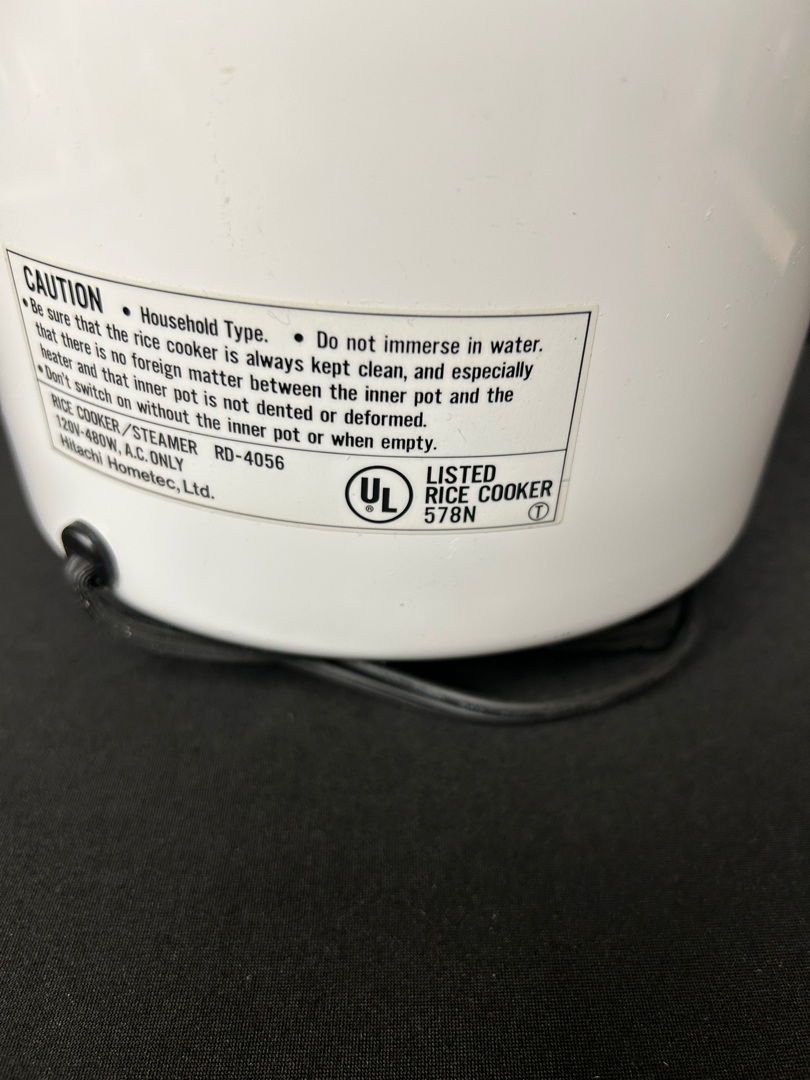 CAUTION • Household Type. • Do not immerse in water.
• Be sure that the rice cooker is always kept clean, and especially
that there is no foreign matter between the inner pot and the
heater and that inner pot is not dented or deformed.
• Don't switch on without the inner pot or when empty.
RICE COOKER/STEAMER RD-4056
120V-480W, A.C. ONLY
Hitachi Hometec, Ltd.
UL ®
LISTED
RICE COOKER
578N T